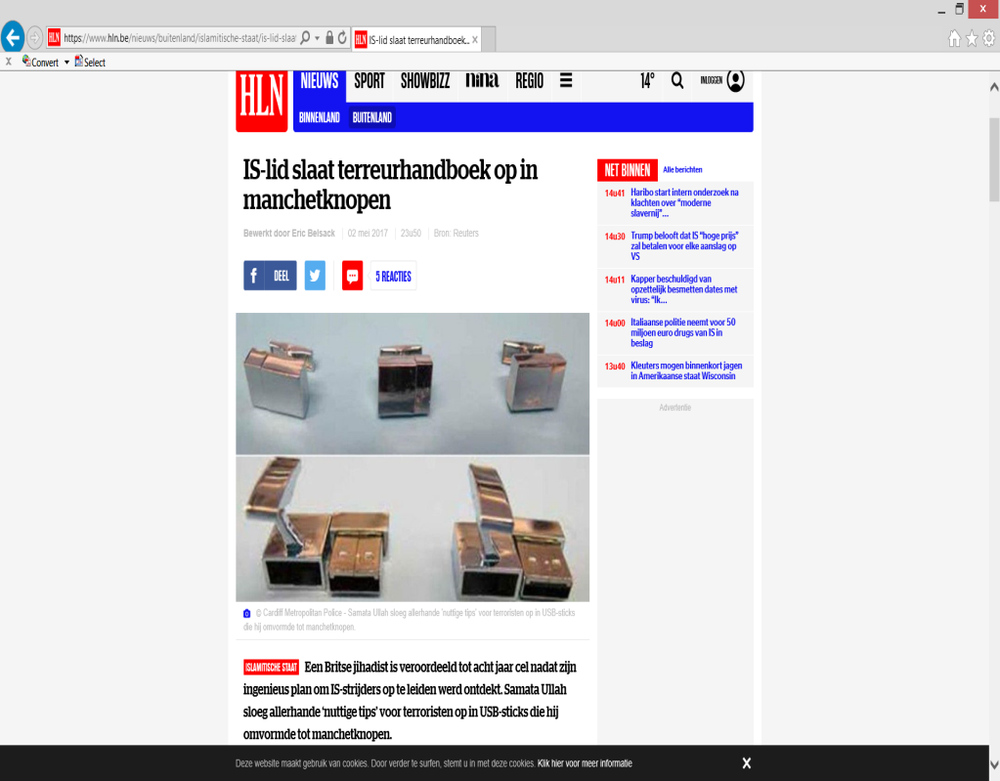 HLN https://www.hln.be/nieuws/buitenland/islamitische-staat/is-lid-slaat
HLN IS-lid slaat terreurhandboek...
x Convert Select
HLN
NIEUWS SPORT SHOWBIZZ nina REGIO 14° INLOGGEN
BINNENLAND BUITENLAND
IS-lid slaat terreurhandboek op in
manchetknopen
Bewerkt door Eric Beisack 02 mei 2017 23u50 Bron: Reuters
DEEL 5 REACTIES
© Cardiff Metropolitan Police - Samata Ullah sloeg allerhande 'nuttige tips' voor terroristen op in USB-sticks
die hij omvormde tot manchetknopen.
ISLAMITISCHE STAAT Een Britse jihadist is veroordeeld tot acht jaar cel nadat zijn
ingenieus plan om IS-strijders op te leiden werd ontdekt. Samata Ullah
sloeg allerhande 'nuttige tips' voor terroristen op in USB-sticks die hij
omvormde tot manchetknopen.
NET BINNEN Alle berichten
14u41 Haribo start intern onderzoek na
klachten over "moderne
slavernij"...
14u30 Trump belooft dat IS "hoge prijs"
zal betalen voor elke aanslag op
VS
14u11 Kapper beschuldigd van
opzettelijk besmetten dates met
virus: "Ik...
14u00 Italiaanse politie neemt voor 50
miljoen euro drugs van IS in
beslag
13u40 Kleuters mogen binnenkort jagen
in Amerikaanse staat Wisconsin
Advertentie
Deze website maakt gebruik van cookies. Door verder te surfen, stemt u in met deze cookies. Klik hier voor meer informatie X